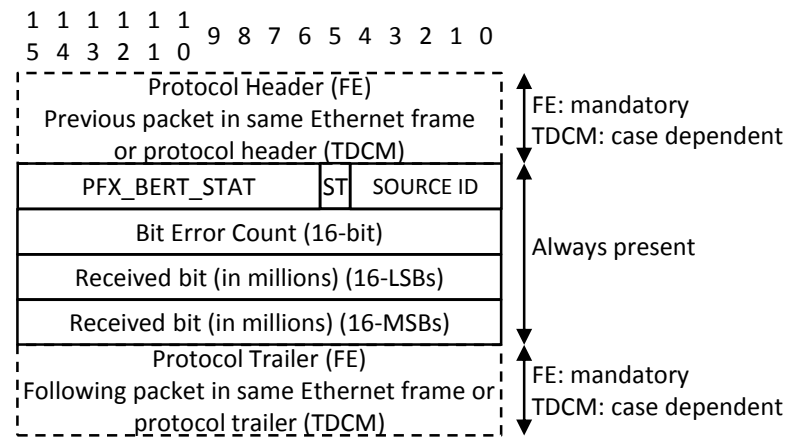 1 1 1 1 1 1 9 8 7 6 5 4 3 2 1 0
5 4 3 2 1 0
Protocol Header (FE)
Previous packet in same Ethernet frame
or protocol header (TDCM)
FE: mandatory
TDCM: case dependent
PFX_BERT_STAT ST SOURCE ID
Bit Error Count (16-bit)
Received bit (in millions) (16-LSBs)
Received bit (in millions) (16-MSBs)
Always present
Protocol Trailer (FE)
Following packet in same Ethernet frame or
protocol trailer (TDCM)
FE: mandatory
TDCM: case dependent